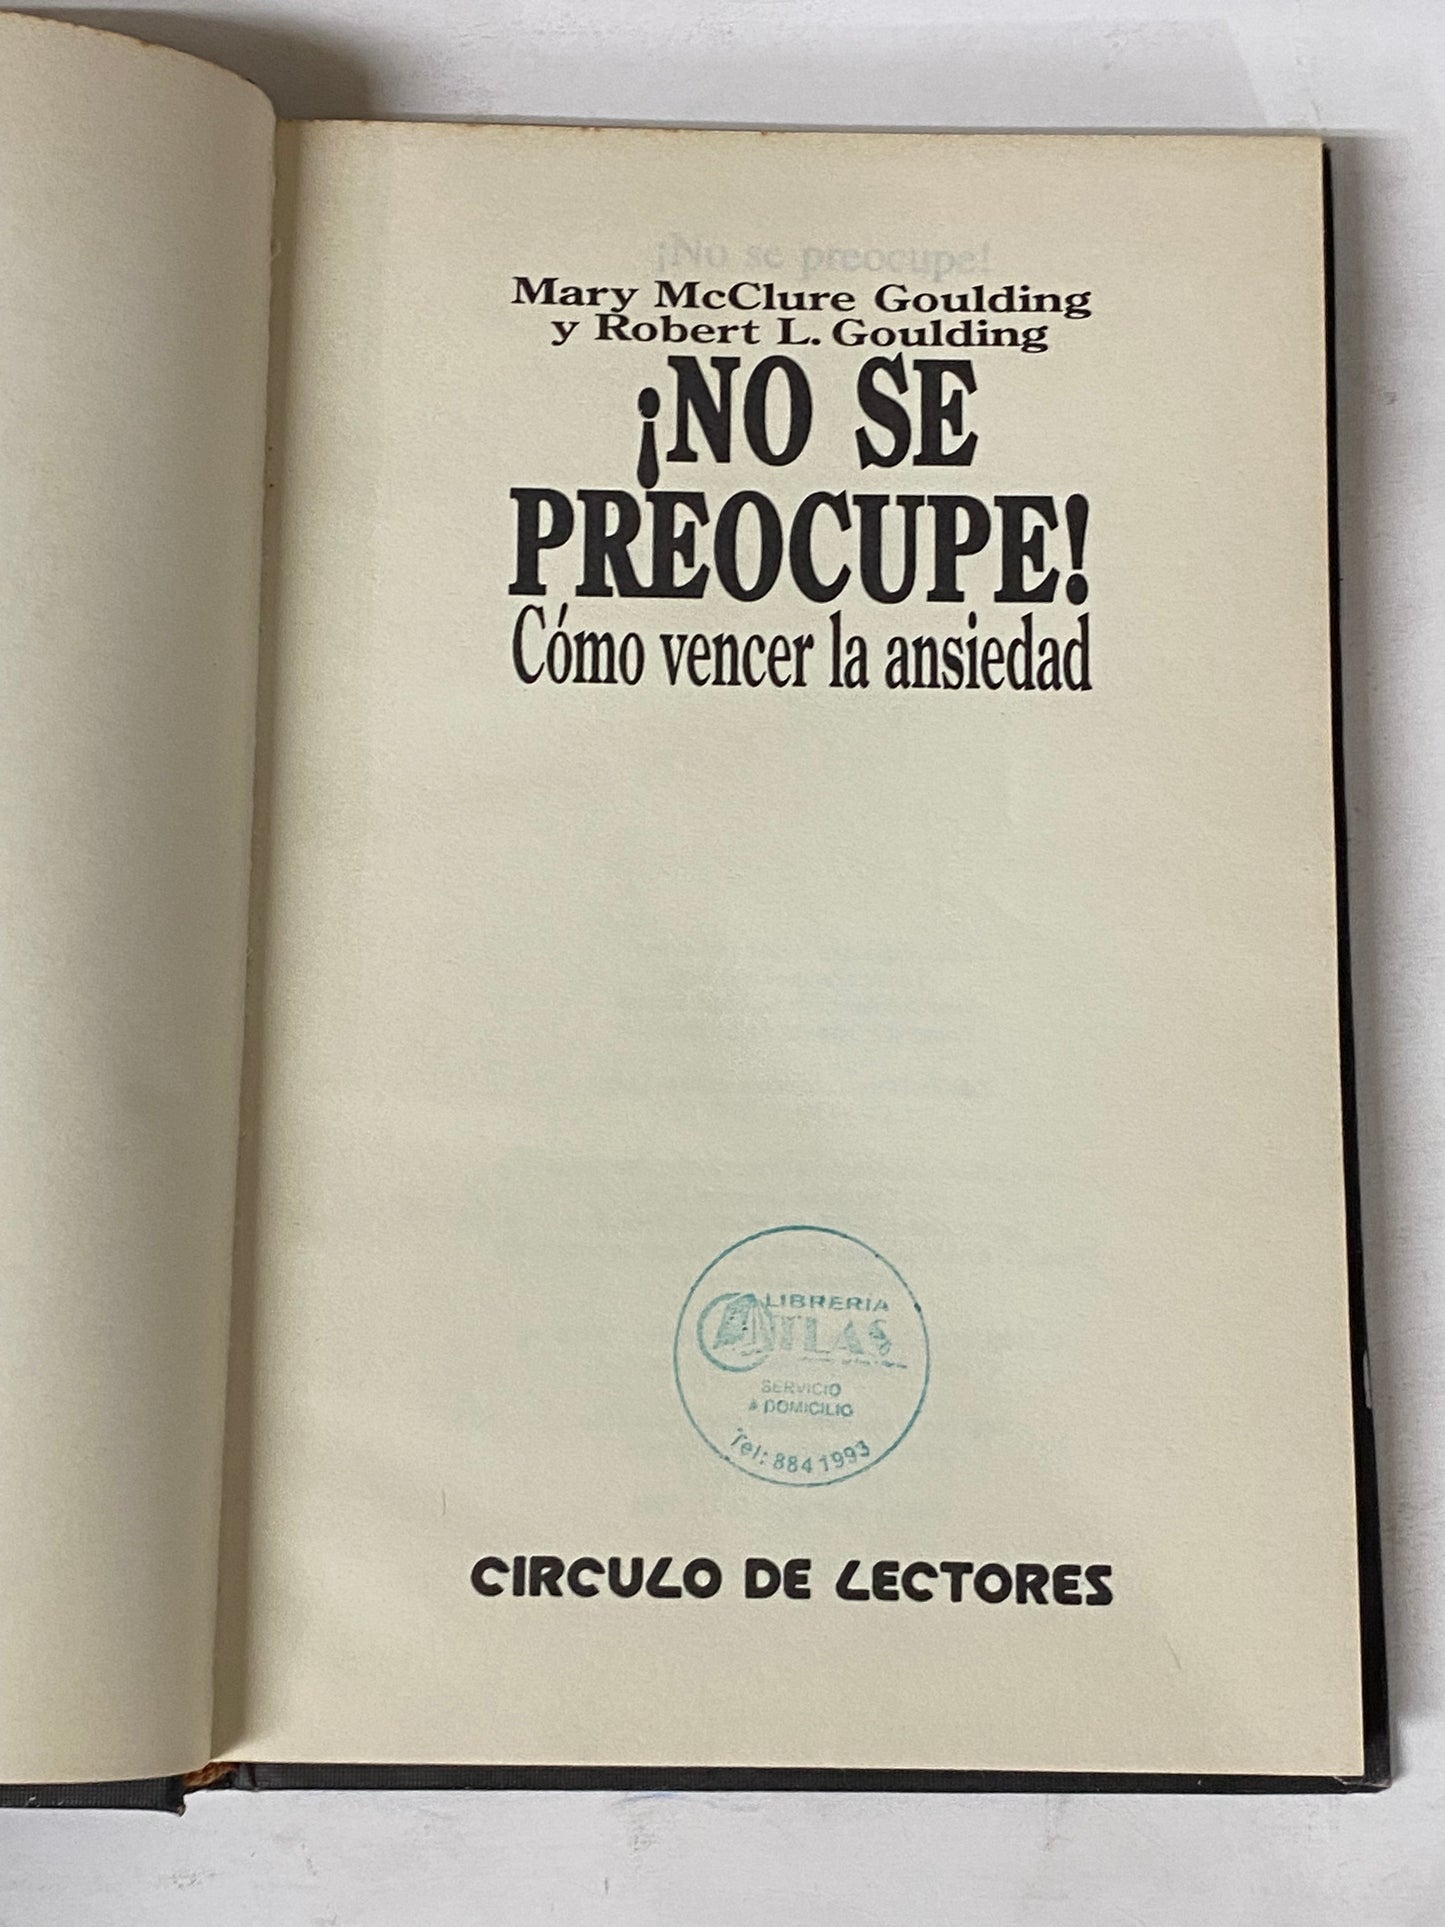 ¡No se preocupe!
Mary McClure Goulding
y Robert L. Goulding
¡NO SE
PREOCUPE!
Cómo vencer la ansiedad
LIBRERIA
ATLAS
SERVICIO
A DOMICILIO
Tel: 884 1993
CIRCULO DE LECTORES